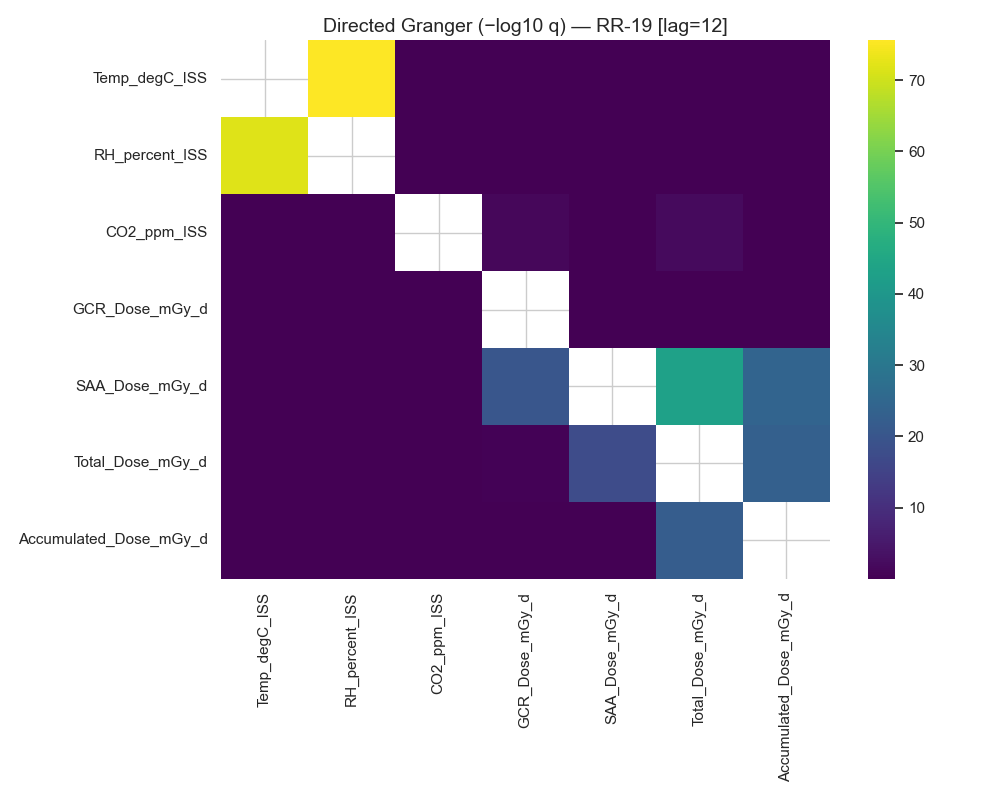 Directed Granger (−log10 q) — RR-19 [lag=12]
Temp_degC_ISS
RH_percent_ISS
CO2_ppm_ISS
GCR_Dose_mGy_d
SAA_Dose_mGy_d
Total_Dose_mGy_d
Accumulated_Dose_mGy_d
Temp_degC_ISS
RH_percent_ISS
CO2_ppm_ISS
GCR_Dose_mGy_d
SAA_Dose_mGy_d
Total_Dose_mGy_d
Accumulated_Dose_mGy_d
70
60
50
40
30
20
10